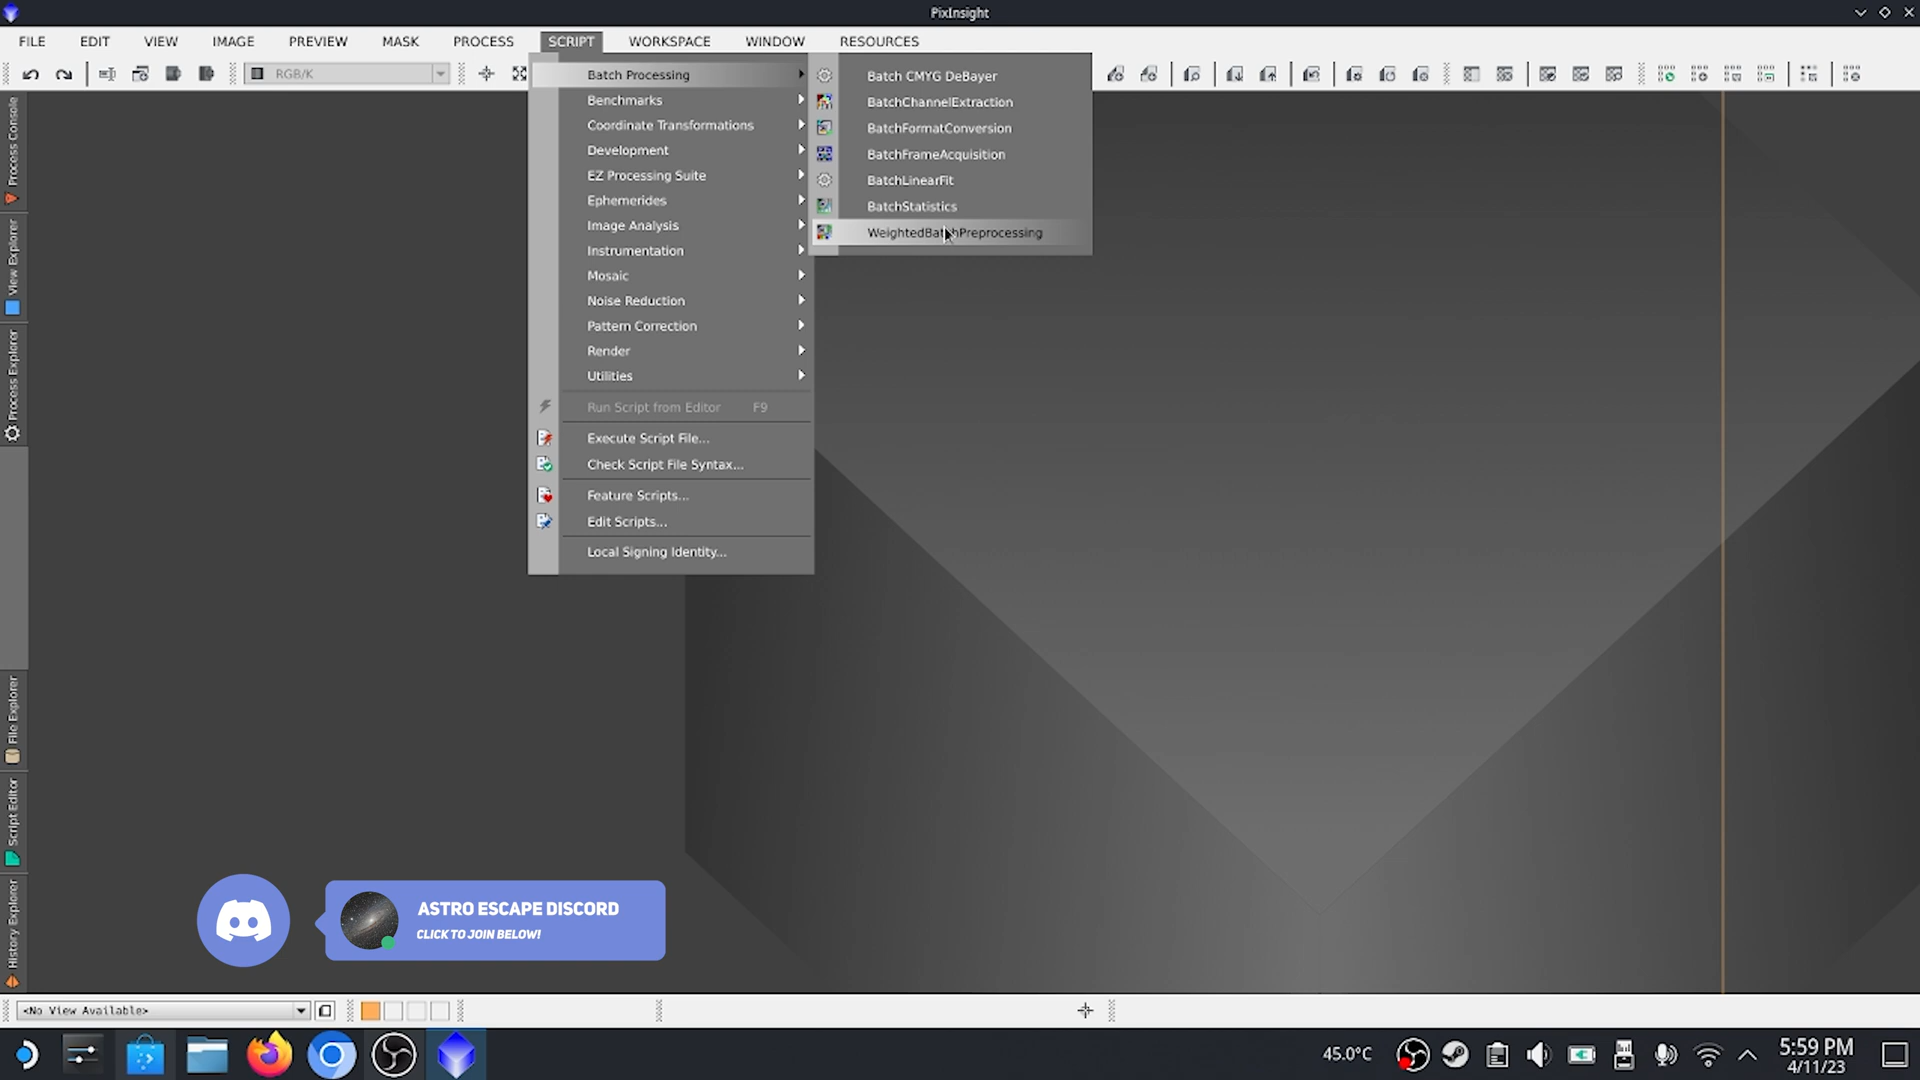 PixInsight
FILE EDIT VIEW IMAGE PREVIEW MASK PROCESS SCRIPT WORKSPACE WINDOW RESOURCES
RGB/K
Batch Processing
Benchmarks
Coordinate Transformations
Development
EZ Processing Suite
Ephemerides
Image Analysis
Instrumentation
Mosaic
Noise Reduction
Pattern Correction
Render
Utilities
Run Script from Editor F9
Execute Script File...
Check Script File Syntax...
Feature Scripts...
Edit Scripts...
Local Signing Identity...
Batch CMYG DeBayer
BatchChannelExtraction
BatchFormatConversion
BatchFrameAcquisition
BatchLinearFit
BatchStatistics
WeightedBatchPreprocessing
Process Console
View Explorer
Process Explorer
File Explorer
Script Editor
History Explorer
ASTRO ESCAPE DISCORD
CLICK TO JOIN BELOW!
<No View Available>
45.0°C
5:59 PM
4/11/23